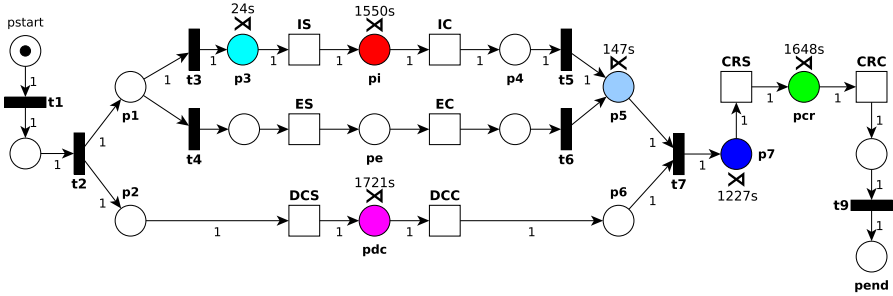 24s 1550s
pstart IS IC
147s 1648s
CRS CRC
1 1 1 1 1 1 1 1 1
t3 p3 pi p4 t5
1 t1 p1 p5 pcr
ES EC
1 1 1 1 1 1
1 t4 pe t6 t7 p7
t2 p2 1721s p6 1227s
DCS DCC
1 1 1 1 1 1
t9 1
pdc
1
pend